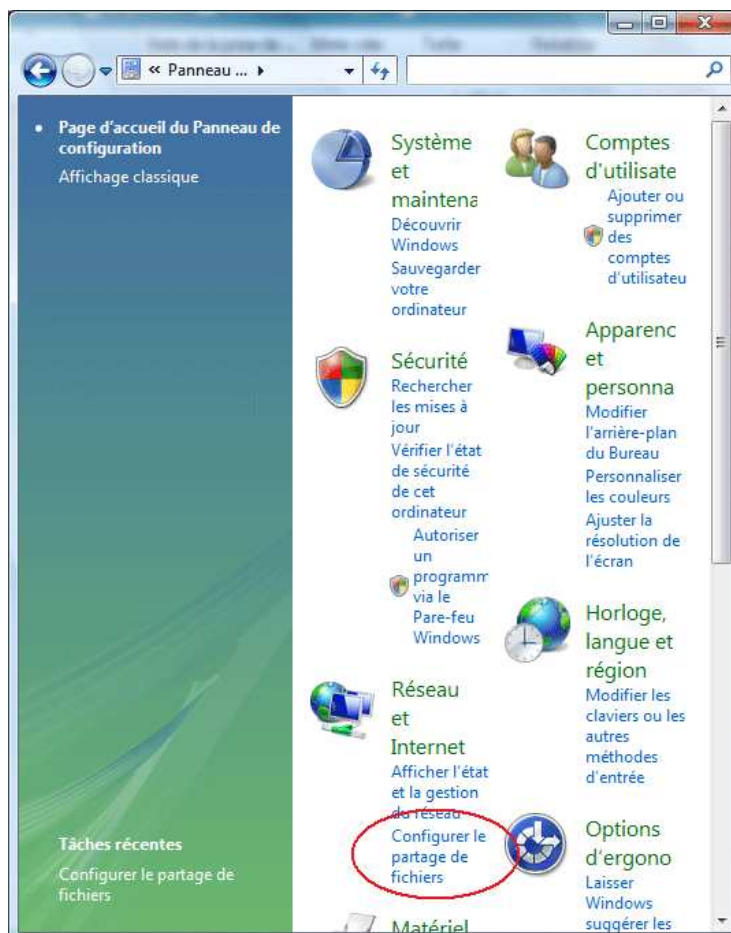 « Panneau ...
Page d'accueil du Panneau de
configuration
Affichage classique
Tâches récentes
Configurer le partage de
fichiers
Système
et
maintena
Découvrir
Windows
Sauvegarder
votre
ordinateur
Sécurité
Rechercher
les mises à
jour
Vérifier l'état
de sécurité
de cet
ordinateur
Autoriser
un
programm
via le
Pare-feu
Windows
Réseau
et
Internet
Afficher l'état
et la gestion
du réseau
Configurer le
partage de
fichiers
Matériel
Comptes
d'utilisate
Ajouter ou
supprimer
des
comptes
d'utilisateu
Apparenc
et
personna
Modifier
l'arrière-plan
du Bureau
Personnaliser
les couleurs
Ajuster la
résolution de
l'écran
Horloge,
langue et
région
Modifier les
claviers ou les
autres
méthodes
d'entrée
Options
d'ergono
Laisser
Windows
suggérer les